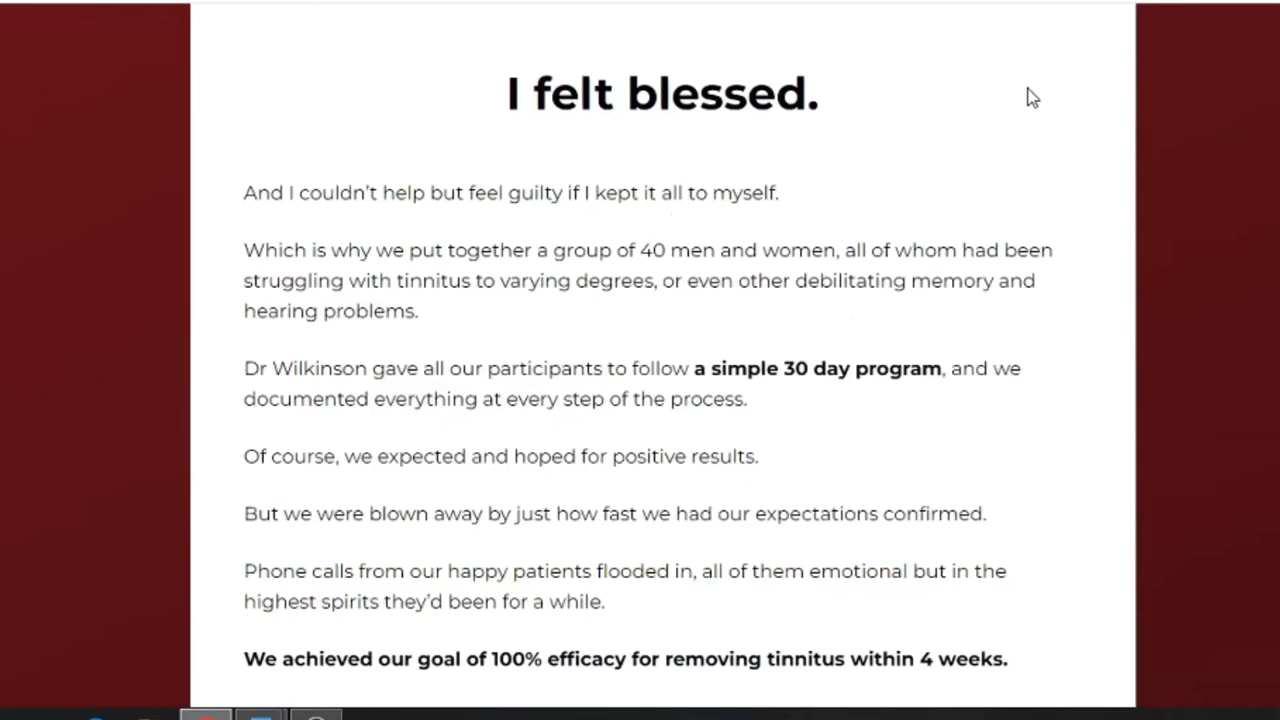 I felt blessed.
And I couldn't help but feel guilty if I kept it all to myself.
Which is why we put together a group of 40 men and women, all of whom had been
struggling with tinnitus to varying degrees, or even other debilitating memory and
hearing problems.
Dr Wilkinson gave all our participants to follow a simple 30 day program, and we
documented everything at every step of the process.
Of course, we expected and hoped for positive results.
But we were blown away by just how fast we had our expectations confirmed.
Phone calls from our happy patients flooded in, all of them emotional but in the
highest spirits they'd been for a while.
We achieved our goal of 100% efficacy for removing tinnitus within 4 weeks.